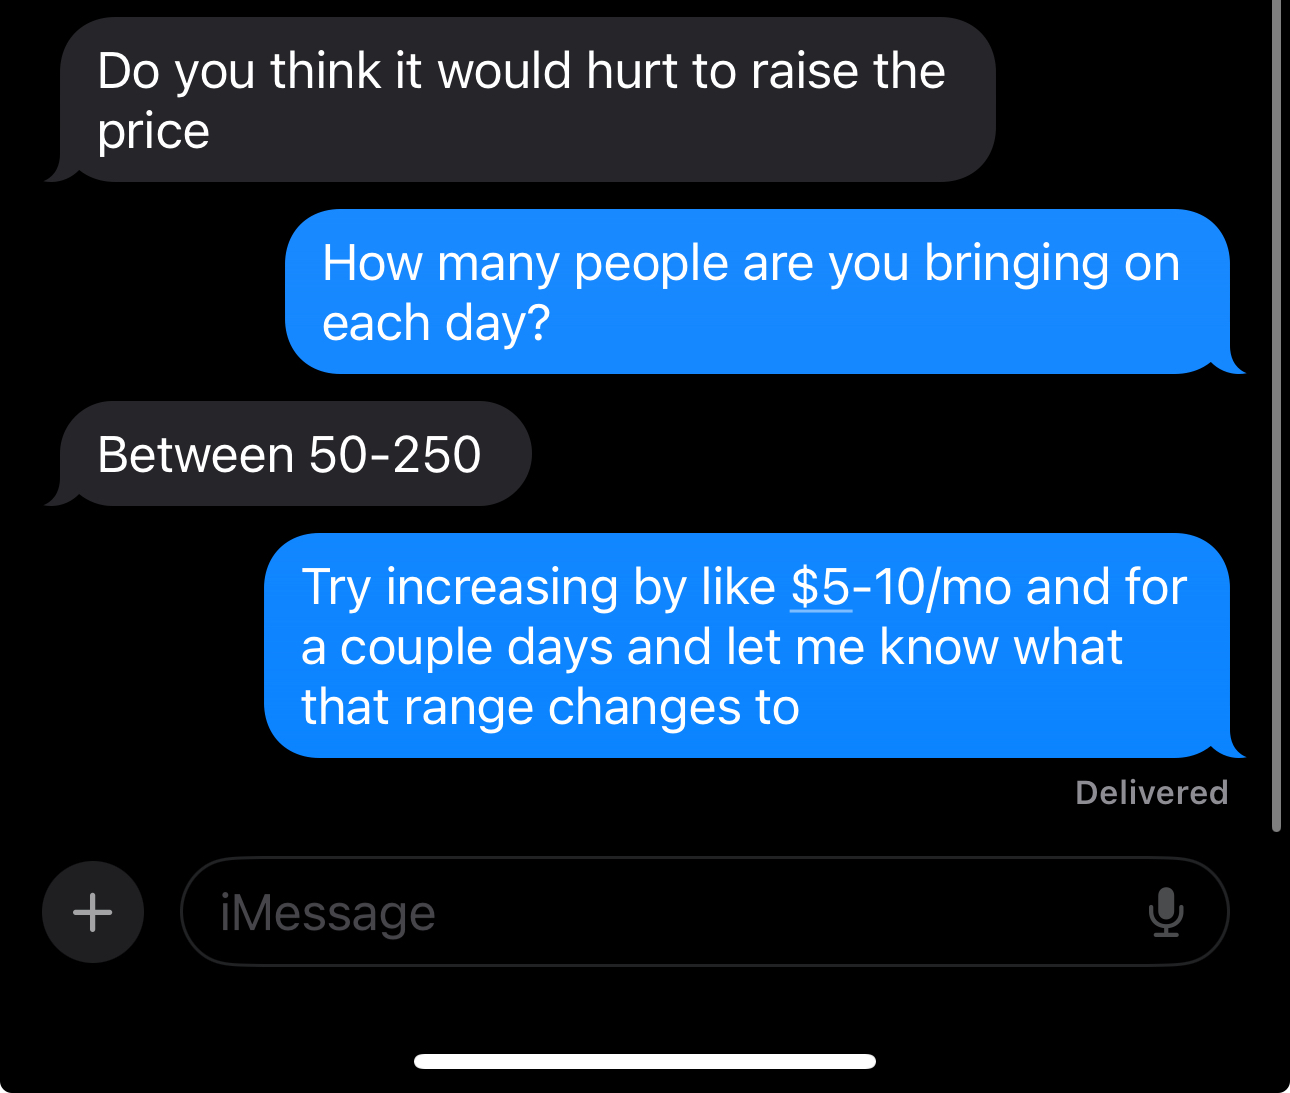 Do you think it would hurt to raise the
price
How many people are you bringing on
each day?
Between 50-250
Try increasing by like $5-10/mo and for
a couple days and let me know what
that range changes to
Delivered
iMessage